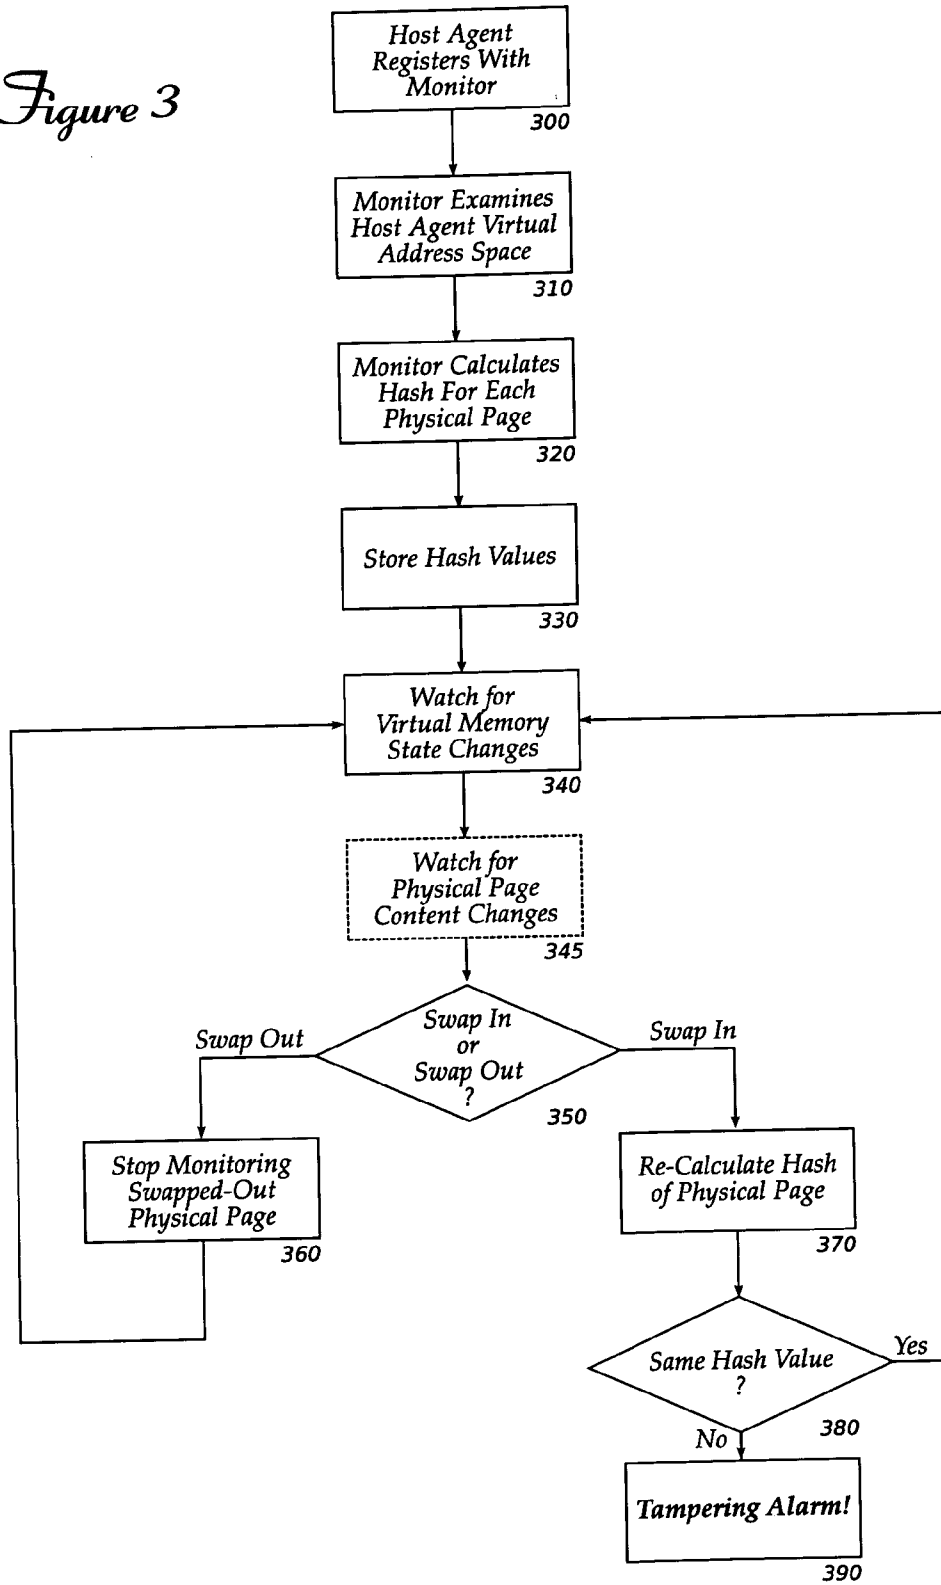 Figure 3
Host Agent
Registers With
Monitor
300
Monitor Examines
Host Agent Virtual
Address Space
310
Monitor Calculates
Hash For Each
Physical Page
320
Store Hash Values
330
Watch for
Virtual Memory
State Changes
340
Watch for
Physical Page
Content Changes
345
Swap In
or
Swap Out
?
350
Swap Out
Swap In
Stop Monitoring
Swapped-Out
Physical Page
360
Re-Calculate Hash
of Physical Page
370
Same Hash Value
?
380
Yes
No
Tampering Alarm!
390